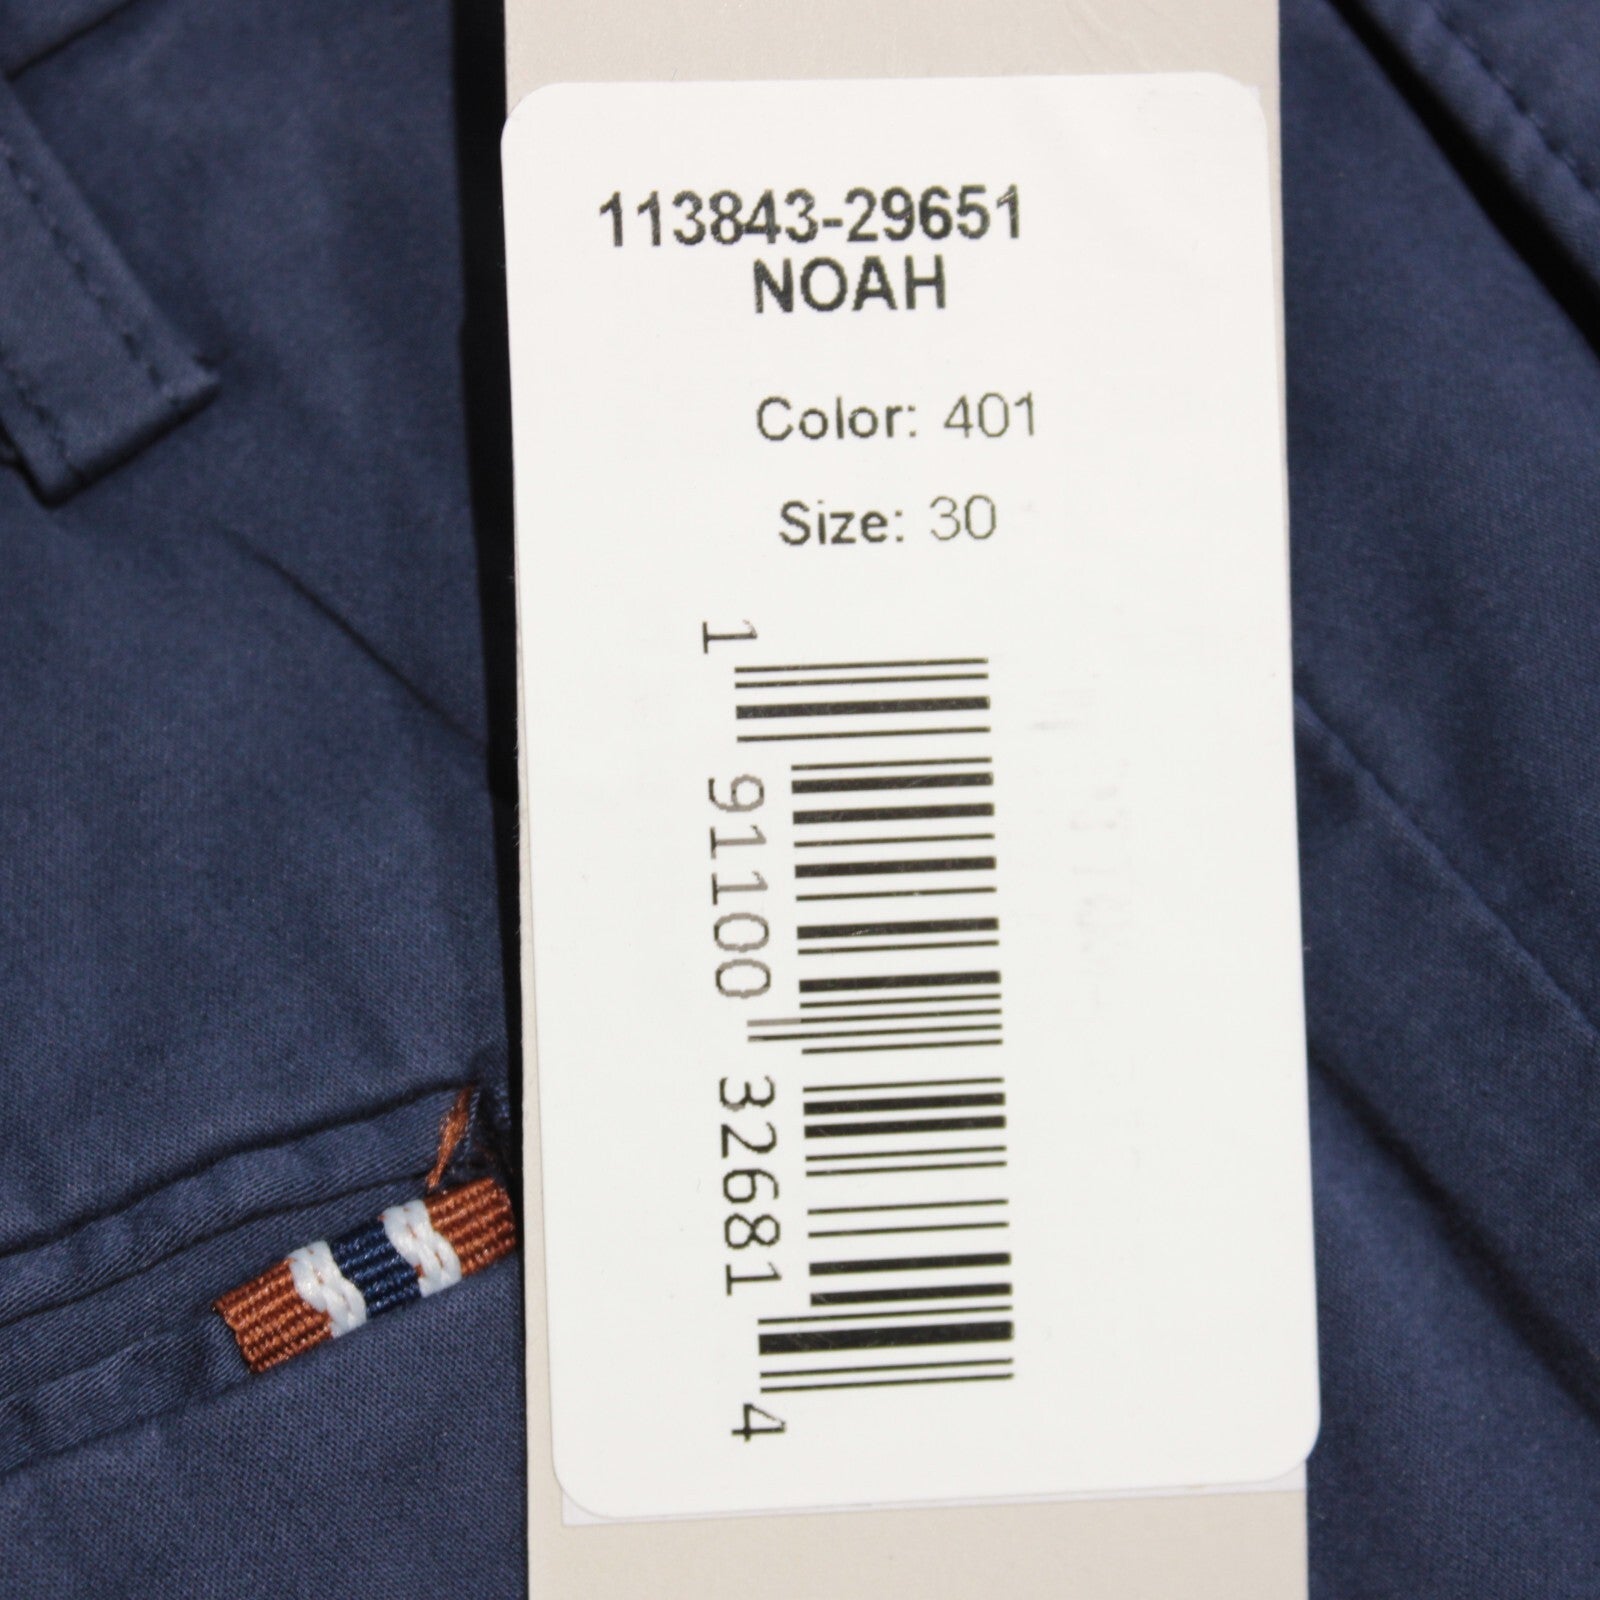 113843-29651
NOAH
Color: 401
Size: 30
1 91100 32681 4